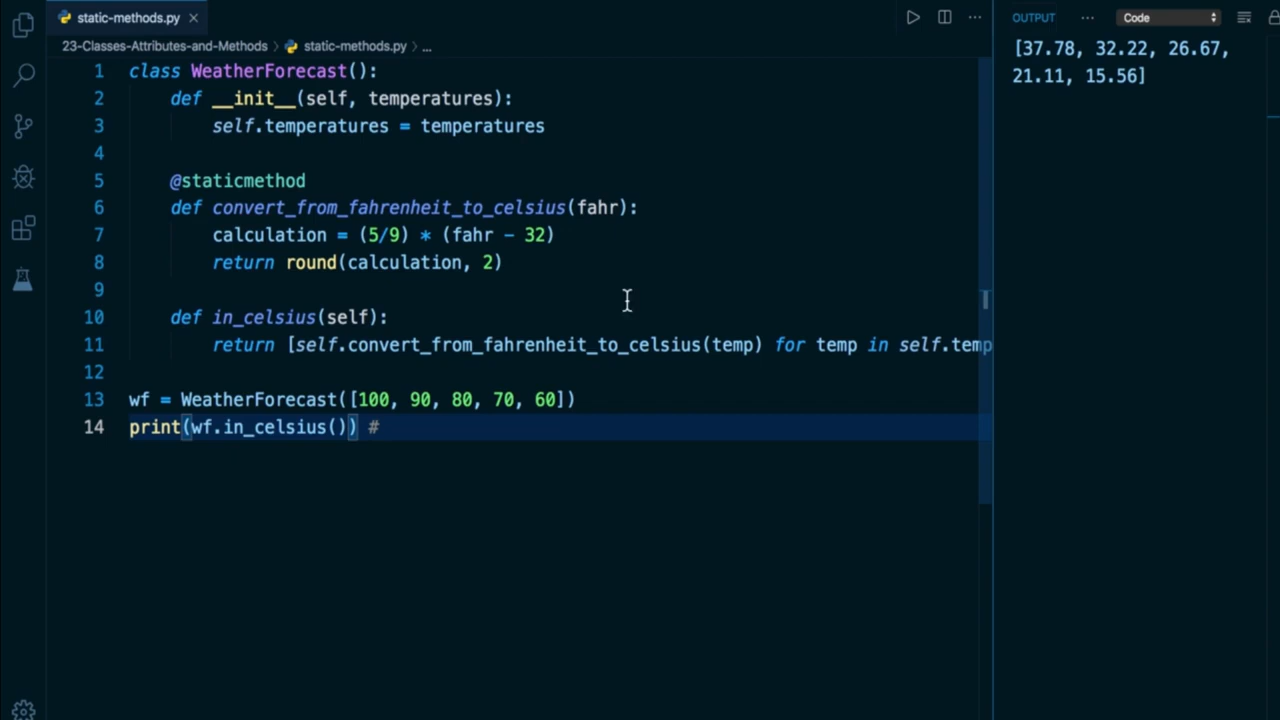 static-methods.py
23-Classes-Attributes-and-Methods > static-methods.py > ...
1 class WeatherForecast():
2     def __init__(self, temperatures):
3         self.temperatures = temperatures
4
5     @staticmethod
6     def convert_from_fahrenheit_to_celsius(fahr):
7         calculation = (5/9) * (fahr - 32)
8         return round(calculation, 2)
9
10     def in_celsius(self):
11         return [self.convert_from_fahrenheit_to_celsius(temp) for temp in self.temp
12
13 wf = WeatherForecast([100, 90, 80, 70, 60])
14 print(wf.in_celsius()) #
OUTPUT ... Code
[37.78, 32.22, 26.67,
21.11, 15.56]